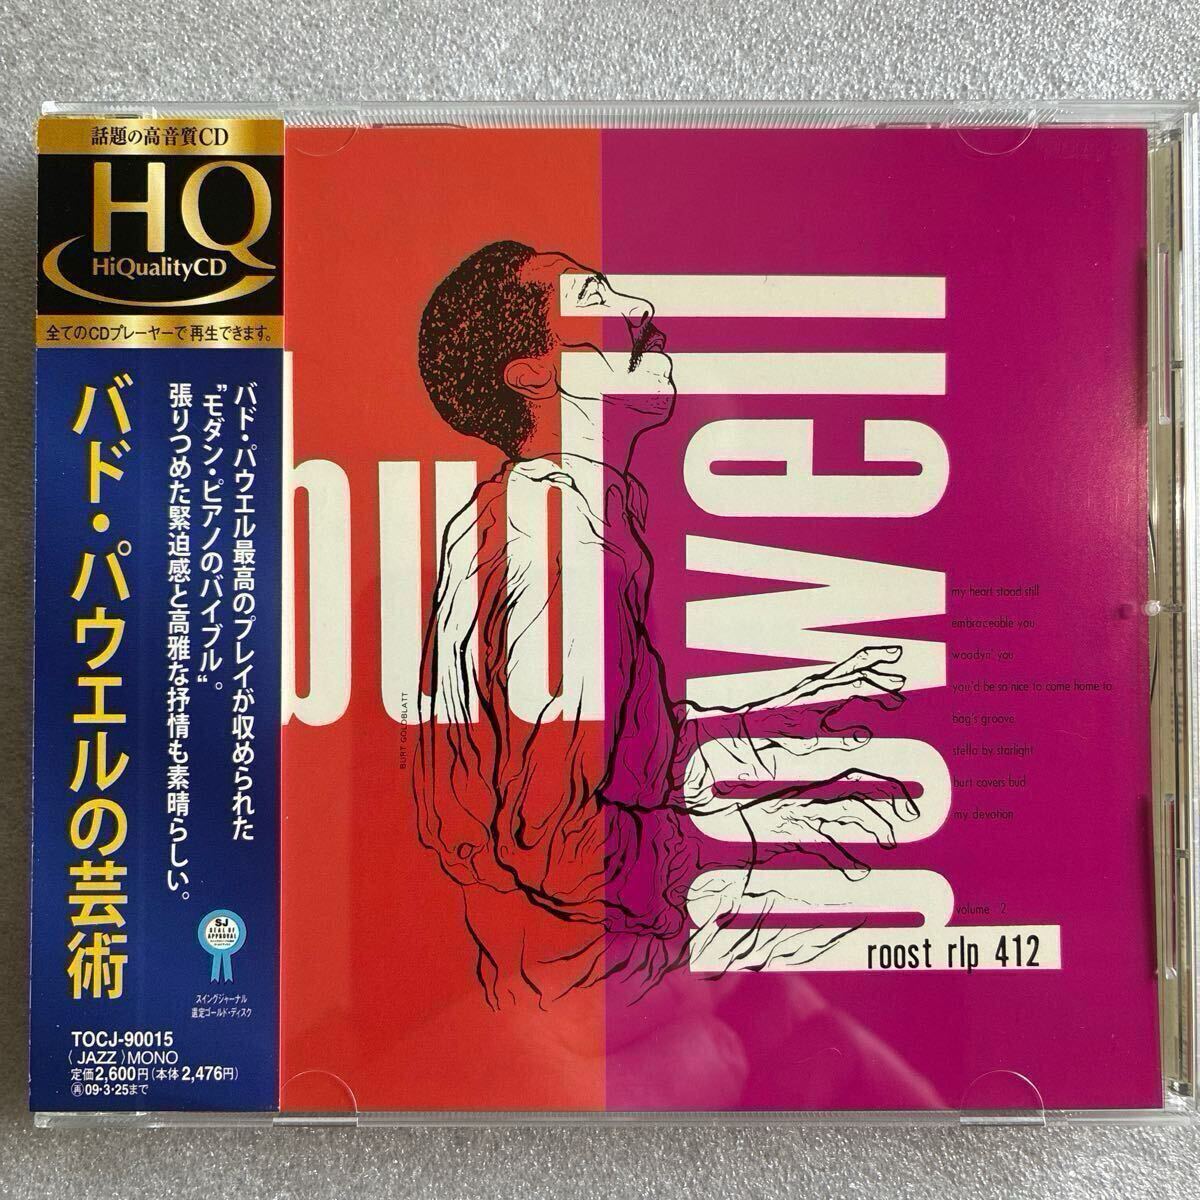 話題の高音質CD
HQ
HiQualityCD
全てのCDプレーヤーで再生できます。
バド・パウエル最高のプレイが収められた
"モダン・ピアノのバイブル"。
張りつめた緊迫感と高雅な抒情も素晴らしい。
バド・パウエルの芸術
SJ
SEAL OF
APPROVAL
スイングジャーナル
選定ゴールド・ディスク
TOCJ-90015
〈JAZZ〉MONO
定価2,600円(本体2,476円)
再09・3・25まで
bud
powell
BURT GOLDBLATT
my heart stood still
embraceable you
woodyn' you
you'd be so nice to come home to
bag's groove
stella by starlight
burt covers bud
my devotion
volume 2
roost rlp 412